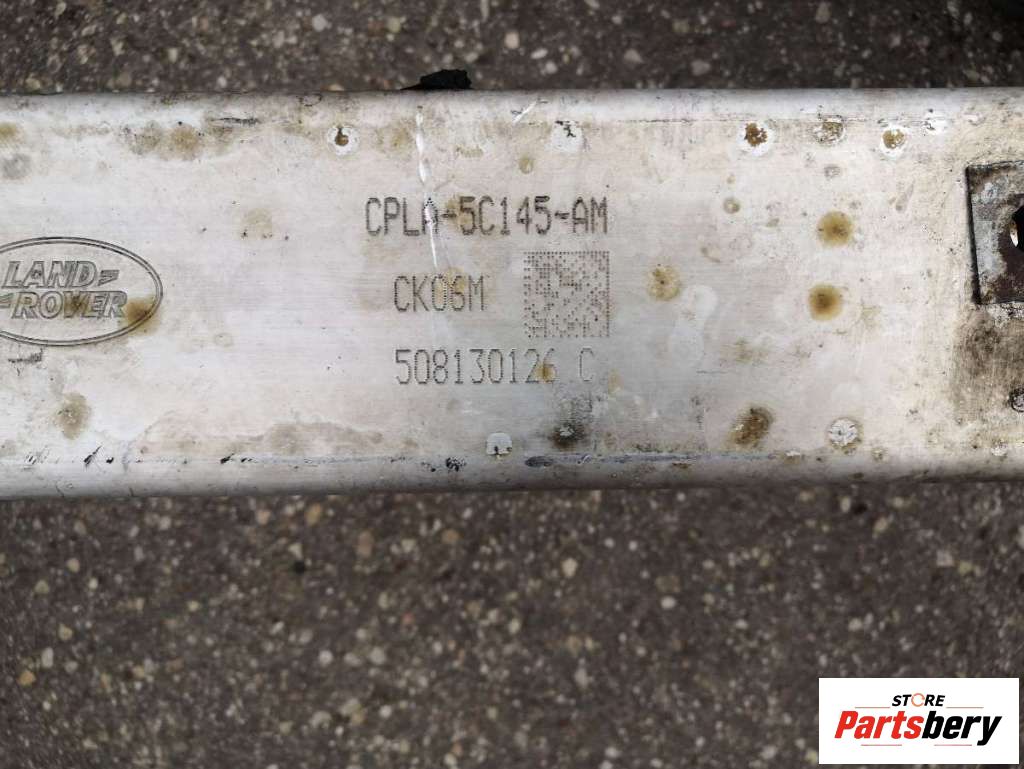 CPLA-5C145-AM
LAND
ROVER
CK06M
508130126 C
STORE
Partsbery